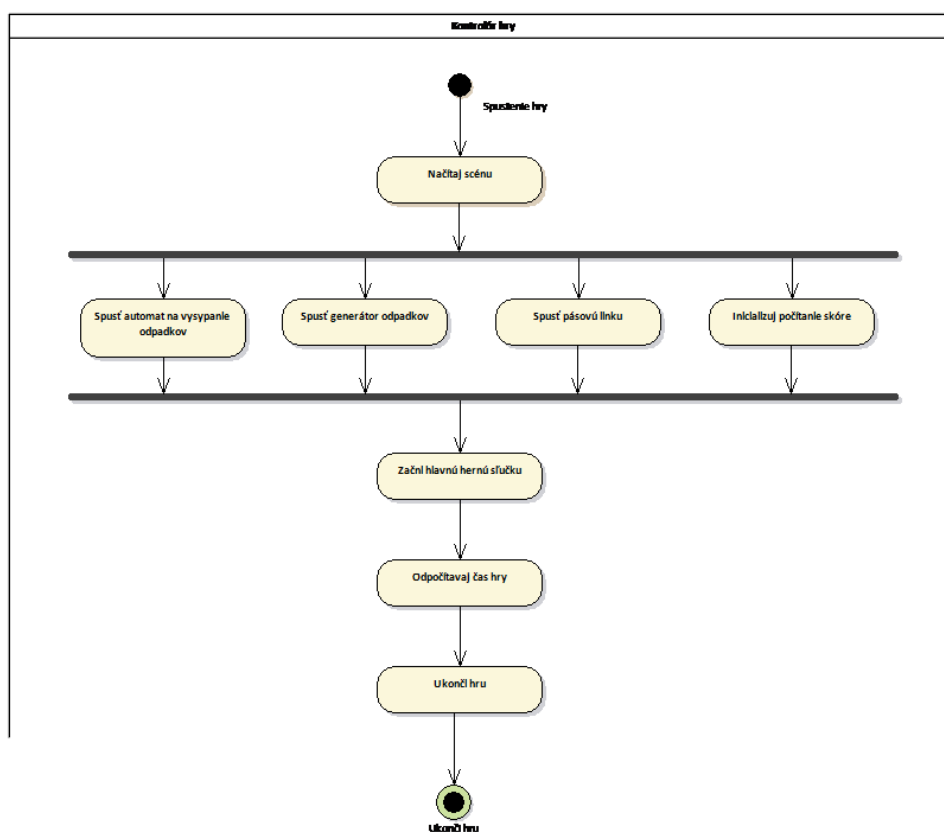 Kontrolór hry
Spustenie hry
Načítaj scénu
Spusť automat na vysypanie
odpadkov
Spusť generátor odpadkov
Spusť pásovú linku
Inicializuj počítanie skóre
Začni hlavnú hernú sľučku
Odpočítavaj čas hry
Ukonči hru
Ukonči hru